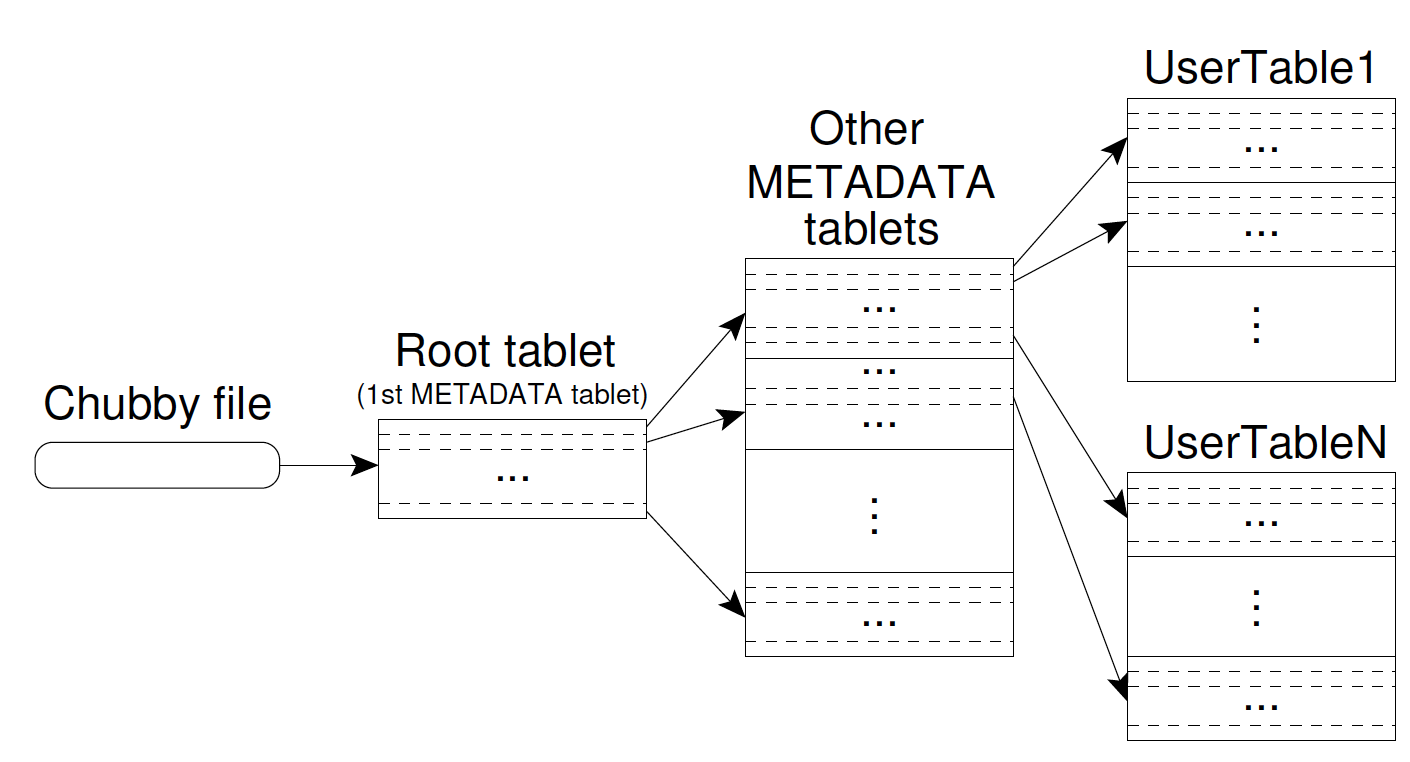 UserTable1
...
...
⋮
Other
METADATA
tablets
...
...
...
⋮
...
Root tablet
(1st METADATA tablet)
...
Chubby file
UserTableN
...
⋮
...